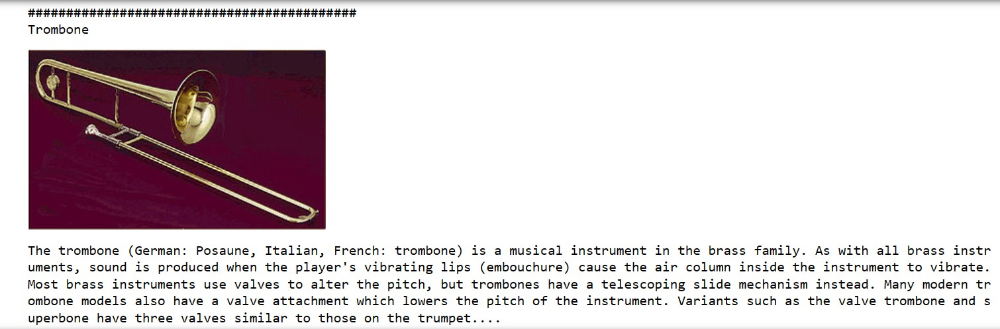 ###########################################
Trombone
The trombone (German: Posaune, Italian, French: trombone) is a musical instrument in the brass family. As with all brass instr
uments, sound is produced when the player's vibrating lips (embouchure) cause the air column inside the instrument to vibrate.
Most brass instruments use valves to alter the pitch, but trombones have a telescoping slide mechanism instead. Many modern tr
ombone models also have a valve attachment which lowers the pitch of the instrument. Variants such as the valve trombone and s
uperbone have three valves similar to those on the trumpet....